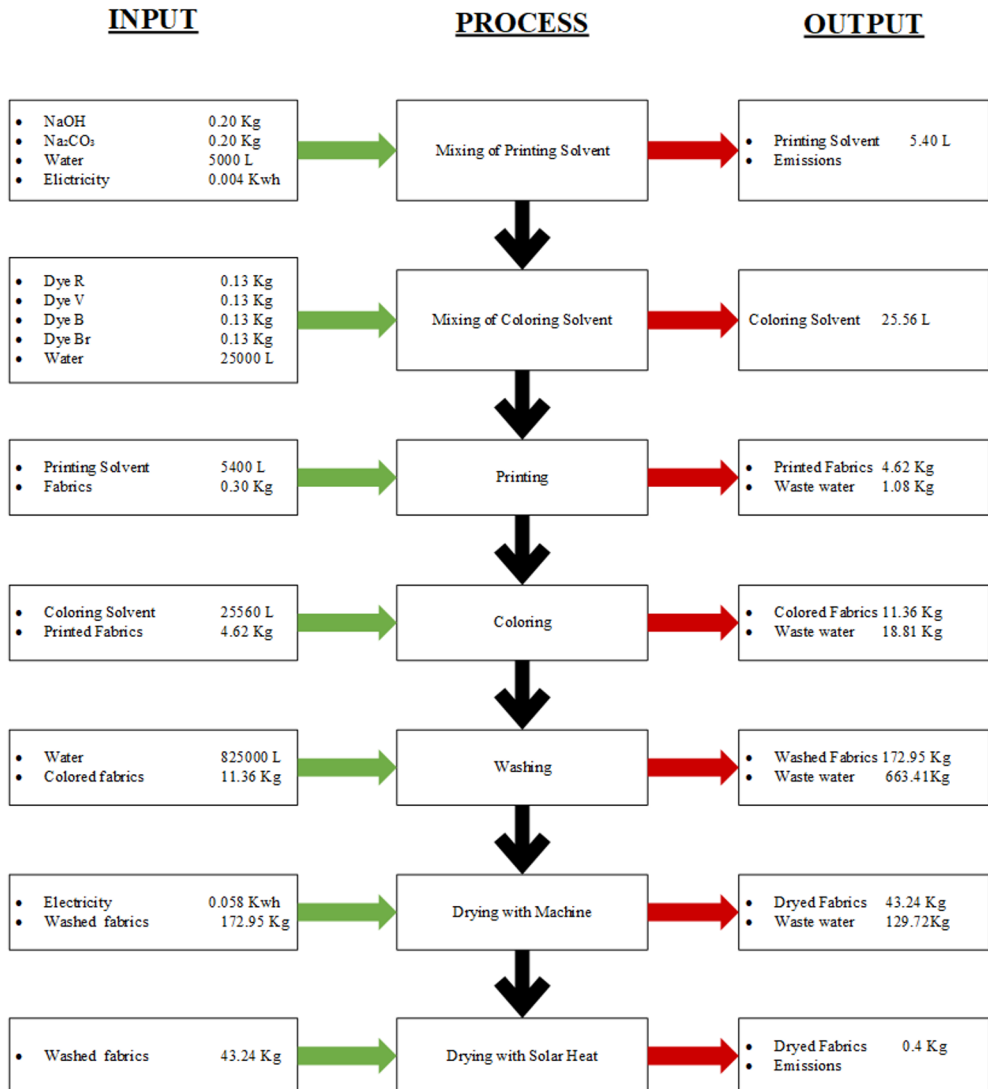 INPUT PROCESS OUTPUT
• NaOH 0.20 Kg
• Na₂CO₃ 0.20 Kg
• Water 5000 L
• Elictricity 0.004 Kwh
Mixing of Printing Solvent
• Printing Solvent 5.40 L
• Emissions
• Dye R 0.13 Kg
• Dye V 0.13 Kg
• Dye B 0.13 Kg
• Dye Br 0.13 Kg
• Water 25000 L
Mixing of Coloring Solvent
Coloring Solvent 25.56 L
• Printing Solvent 5400 L
• Fabrics 0.30 Kg
Printing
• Printed Fabrics 4.62 Kg
• Waste water 1.08 Kg
• Coloring Solvent 25560 L
• Printed Fabrics 4.62 Kg
Coloring
• Colored Fabrics 11.36 Kg
• Waste water 18.81 Kg
• Water 825000 L
• Colored fabrics 11.36 Kg
Washing
• Washed Fabrics 172.95 Kg
• Waste water 663.41Kg
• Electricity 0.058 Kwh
• Washed fabrics 172.95 Kg
Drying with Machine
• Dryed Fabrics 43.24 Kg
• Waste water 129.72Kg
• Washed fabrics 43.24 Kg
Drying with Solar Heat
• Dryed Fabrics 0.4 Kg
• Emissions